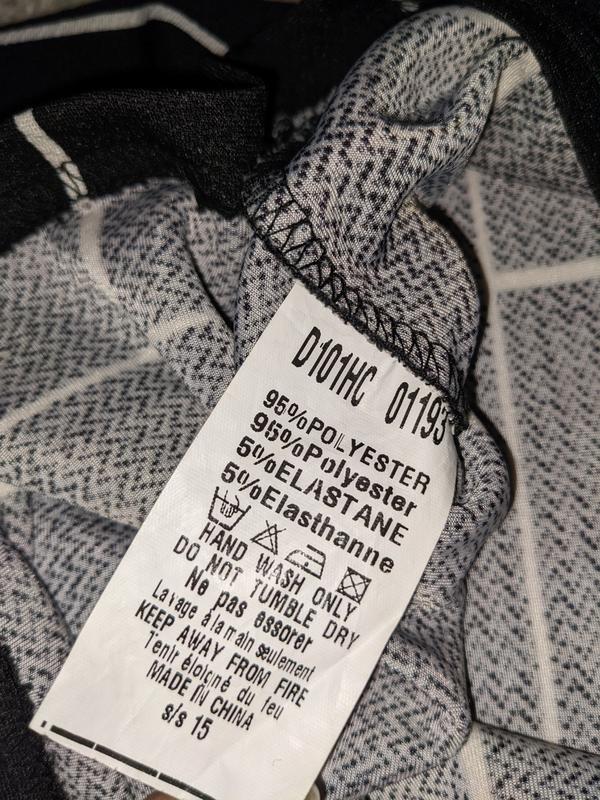 D101HC 01193
95%POLYESTER
95%Polyester
5%ELASTANE
5%Elasthanne
HAND WASH ONLY
DO NOT TUMBLE DRY
Ne pas essorer
Lavage à la main seulement
KEEP AWAY FROM FIRE
Tenir éloigné du feu
MADE IN CHINA
s/s 15